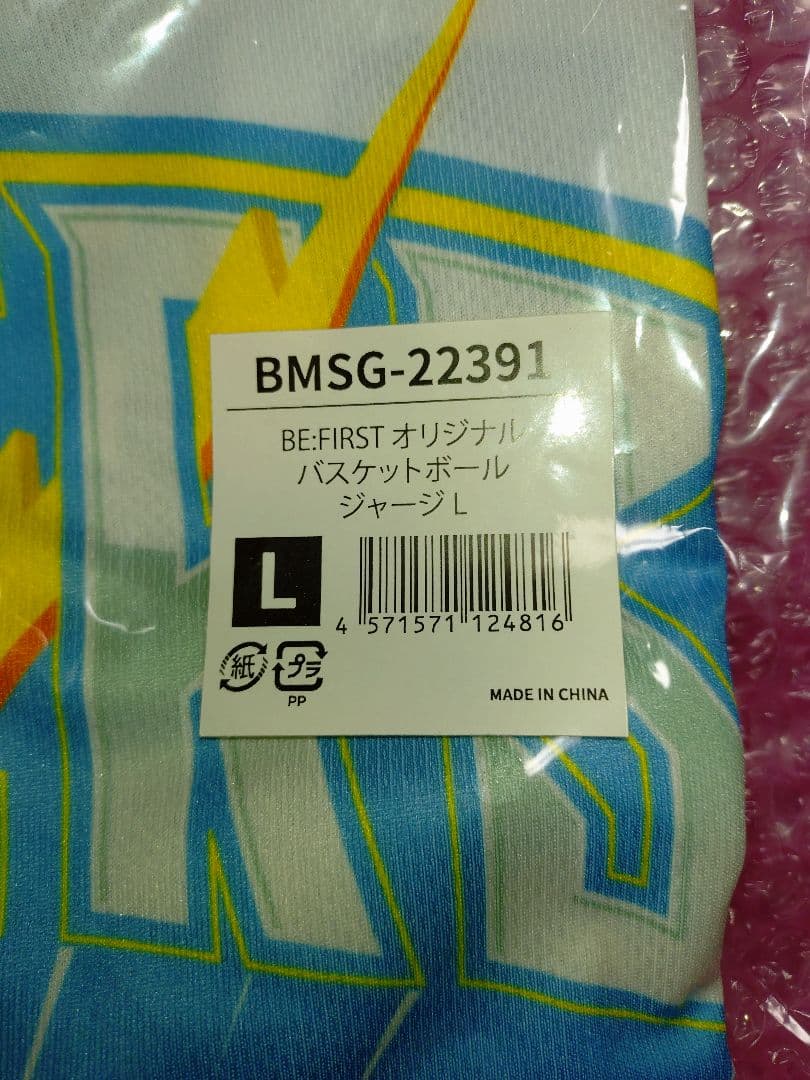 BMSG-22391
BE:FIRST オリジナル
バスケットボール
ジャージ L
L
4 571571 124816
紙
プラ
PP
MADE IN CHINA